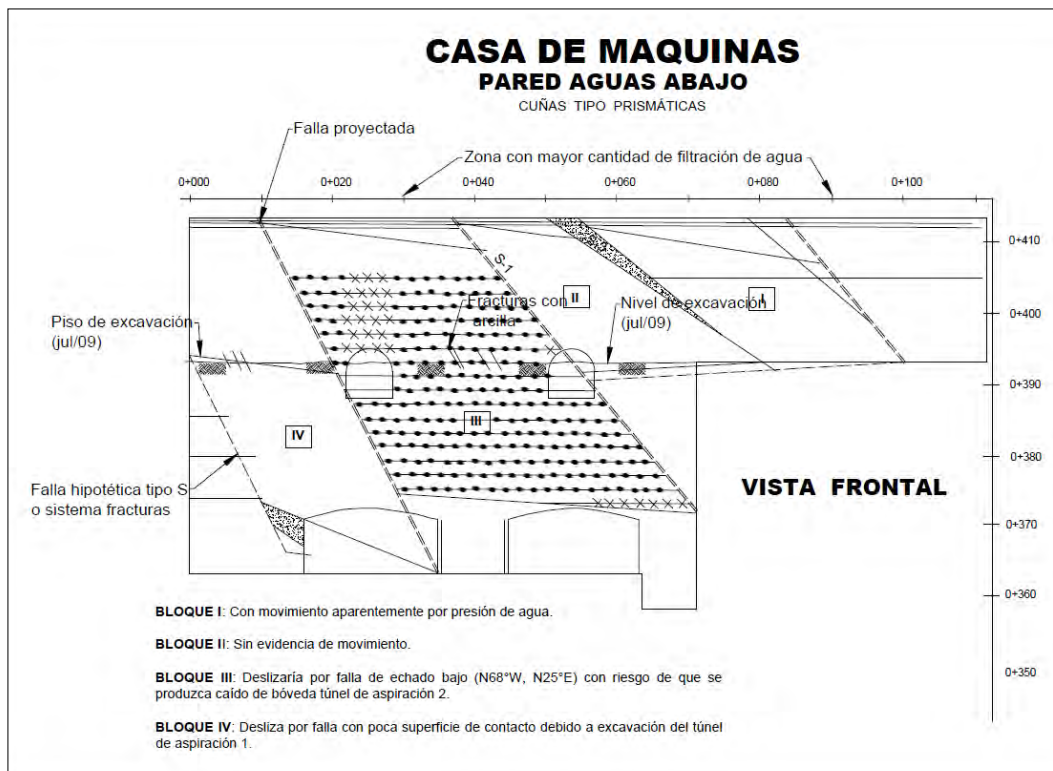 CASA DE MAQUINAS
PARED AGUAS ABAJO
CUÑAS TIPO PRISMÁTICAS
Falla proyectada
Zona con mayor cantidad de filtración de agua
0+000
0+020
0+040
0+060
0+080
0+100
0+410
S-1
II
I
Fracturas con
arcilla
Nivel de excavación
(jul/09)
0+400
Piso de excavación
(jul/09)
0+390
III
IV
0+380
Falla hipotética tipo S
o sistema fracturas
VISTA FRONTAL
0+370
0+360
0+350
BLOQUE I: Con movimiento aparentemente por presión de agua.
BLOQUE II: Sin evidencia de movimiento.
BLOQUE III: Deslizaría por falla de echado bajo (N68°W, N25°E) con riesgo de que se
produzca caído de bóveda túnel de aspiración 2.
BLOQUE IV: Desliza por falla con poca superficie de contacto debido a excavación del túnel
de aspiración 1.